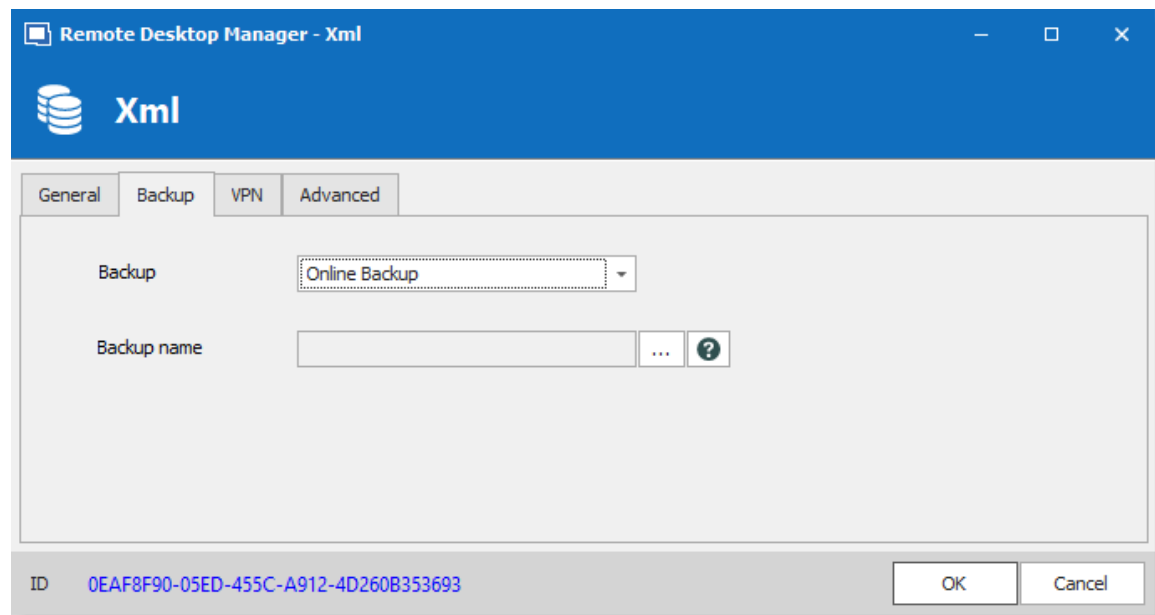 Remote Desktop Manager - Xml
Xml
General Backup VPN Advanced
Backup Online Backup
Backup name ... ?
ID 0EAF8F90-05ED-455C-A912-4D260B353693 OK Cancel